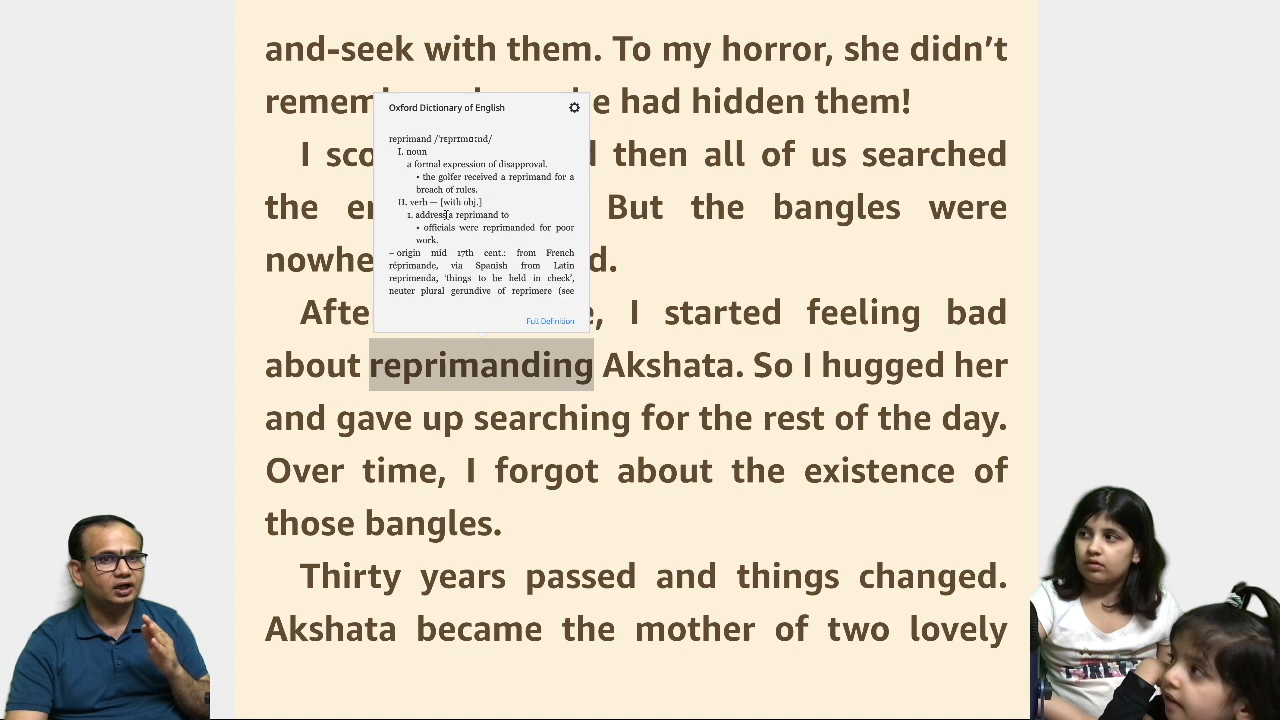 and-seek with them. To my horror, she didn’t
e had hidden them!
I then all of us searched
the But the bangles were
I started feeling bad
about reprimanding Akshata. So I hugged her
and gave up searching for the rest of the day.
Over time, I forgot about the existence of
those bangles.
Thirty years passed and things changed.
Akshata became the mother of two lovely
Oxford Dictionary of English
reprimand /ˈrɛprɪmɑːnd/
I. noun
a formal expression of disapproval.
• the golfer received a reprimand for a
breach of rules.
II. verb — [with obj.]
1. address a reprimand to
• officials were reprimanded for poor
work.
– origin mid 17th cent.: from French
réprimande, via Spanish from Latin
reprimenda, ‘things to be held in check’,
neuter plural gerundive of reprimere (see
Full Definition